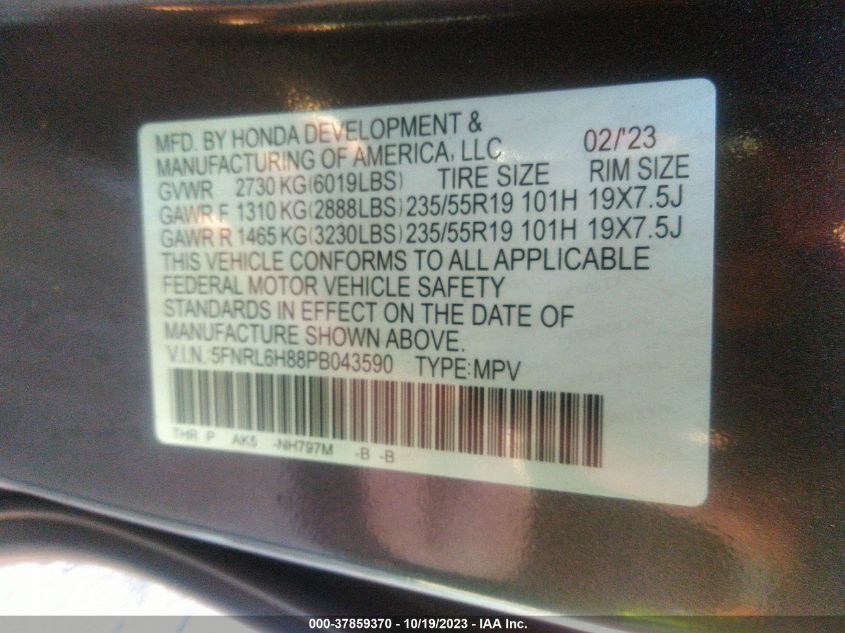 MFD. BY HONDA DEVELOPMENT &
MANUFACTURING OF AMERICA, LLC 02/'23
GVWR 2730 KG(6019LBS) TIRE SIZE RIM SIZE
GAWR F 1310 KG(2888LBS) 235/55R19 101H 19X7.5J
GAWR R 1465 KG(3230LBS) 235/55R19 101H 19X7.5J
THIS VEHICLE CONFORMS TO ALL APPLICABLE
FEDERAL MOTOR VEHICLE SAFETY
STANDARDS IN EFFECT ON THE DATE OF
MANUFACTURE SHOWN ABOVE.
V.I.N. 5FNRL6H88PB043590 TYPE:MPV
THR P AK5 -NH797M -B -B
000-37859370 - 10/19/2023 - IAA Inc.